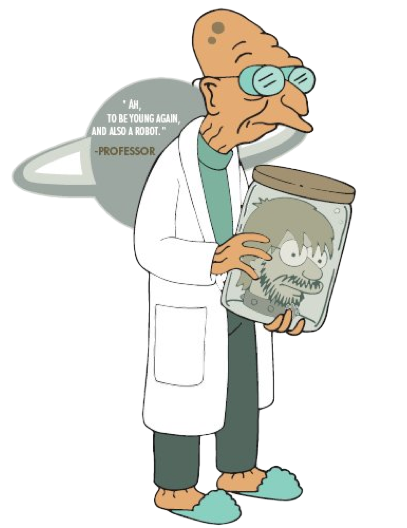 " AH,
TO BE YOUNG AGAIN,
AND ALSO A ROBOT."
-PROFESSOR